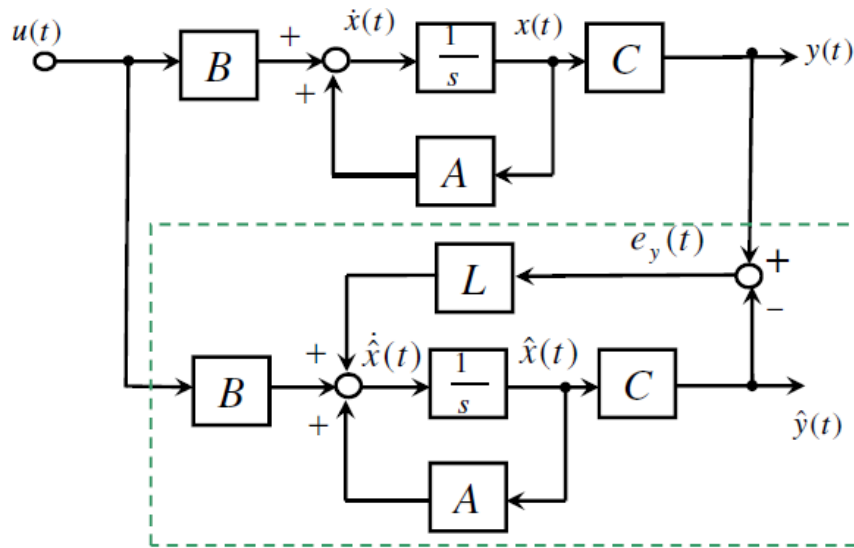 u(t)
B
+
+
ẋ(t)
1
s
x(t)
C
y(t)
A
e_y(t)
L
+
−
B
+
+
x̂̇(t)
1
s
x̂(t)
C
ŷ(t)
A